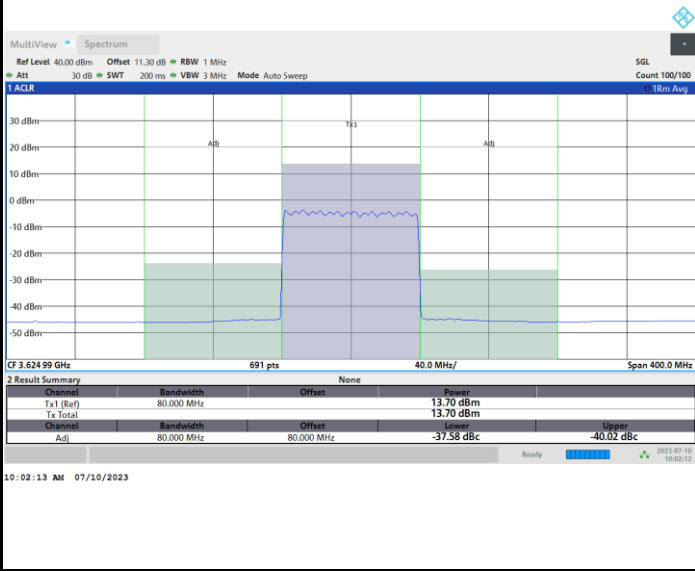 MultiView Spectrum
Ref Level 40.00 dBm Offset 11.30 dB RBW 1 MHz SGL
Att 30 dB SWT 200 ms VBW 3 MHz Mode Auto Sweep Count 100/100
1 ACLR 1Rm Avg
30 dBm
Tx1
20 dBm
Adj Adj
10 dBm
0 dBm
-10 dBm
-20 dBm
-30 dBm
-40 dBm
-50 dBm
CF 3.624 99 GHz 691 pts 40.0 MHz/ Span 400.0 MHz
2 Result Summary None
Channel Bandwidth Offset Power
Tx1 (Ref) 80.000 MHz 13.70 dBm
Tx Total 13.70 dBm
Channel Bandwidth Offset Lower Upper
Adj 80.000 MHz 80.000 MHz -37.58 dBc -40.02 dBc
Ready 2023-07-10
10:02:12
10:02:13 AM 07/10/2023